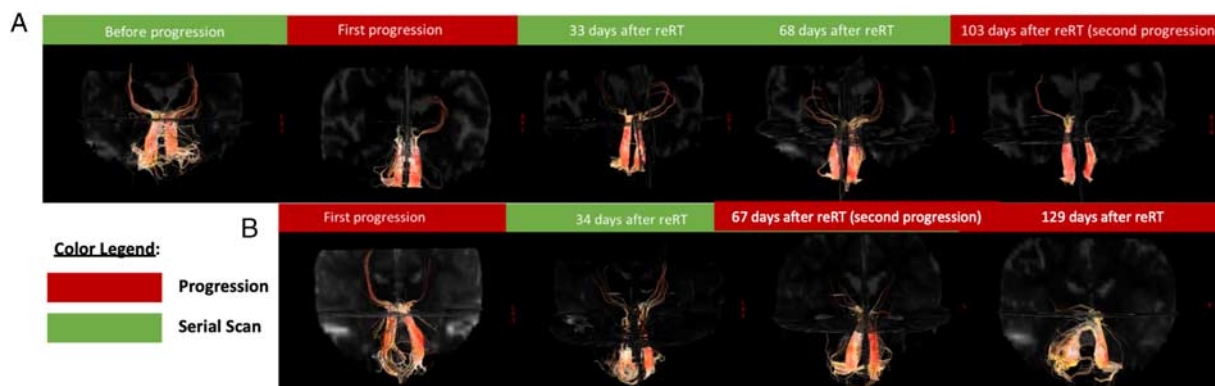 A
Before progression
First progression
33 days after reRT
68 days after reRT
103 days after reRT (second progression
B
First progression
34 days after reRT
67 days after reRT (second progression)
129 days after reRT
Color Legend:
Progression
Serial Scan